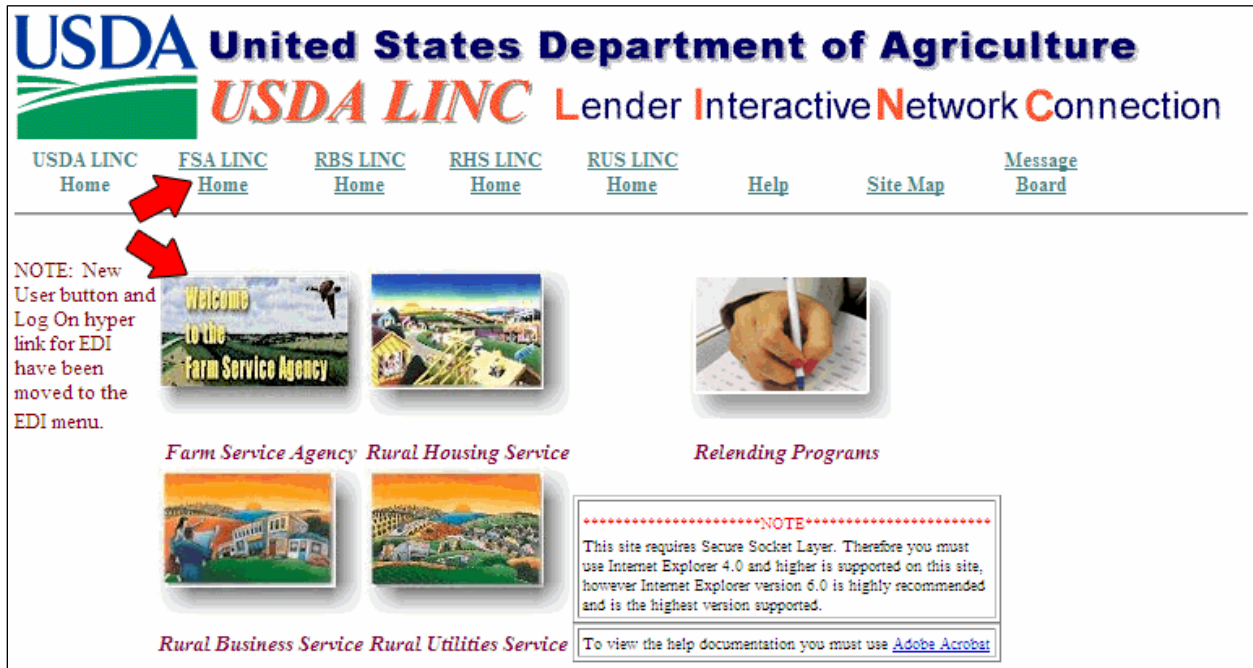 USDA United States Department of Agriculture
USDA LINC Lender Interactive Network Connection
USDA LINC FSA LINC RBS LINC RHS LINC RUS LINC Message
Home Home Home Home Home Help Site Map Board
NOTE: New
User button and
Log On hyper
link for EDI
have been
moved to the
EDI menu.
Welcome
to the
Farm Service Agency
Farm Service Agency Rural Housing Service Relending Programs
Rural Business Service Rural Utilities Service
**********************NOTE***********************
This site requires Secure Socket Layer. Therefore you must
use Internet Explorer 4.0 and higher is supported on this site,
however Internet Explorer version 6.0 is highly recommended
and is the highest version supported.
To view the help documentation you must use Adobe Acrobat